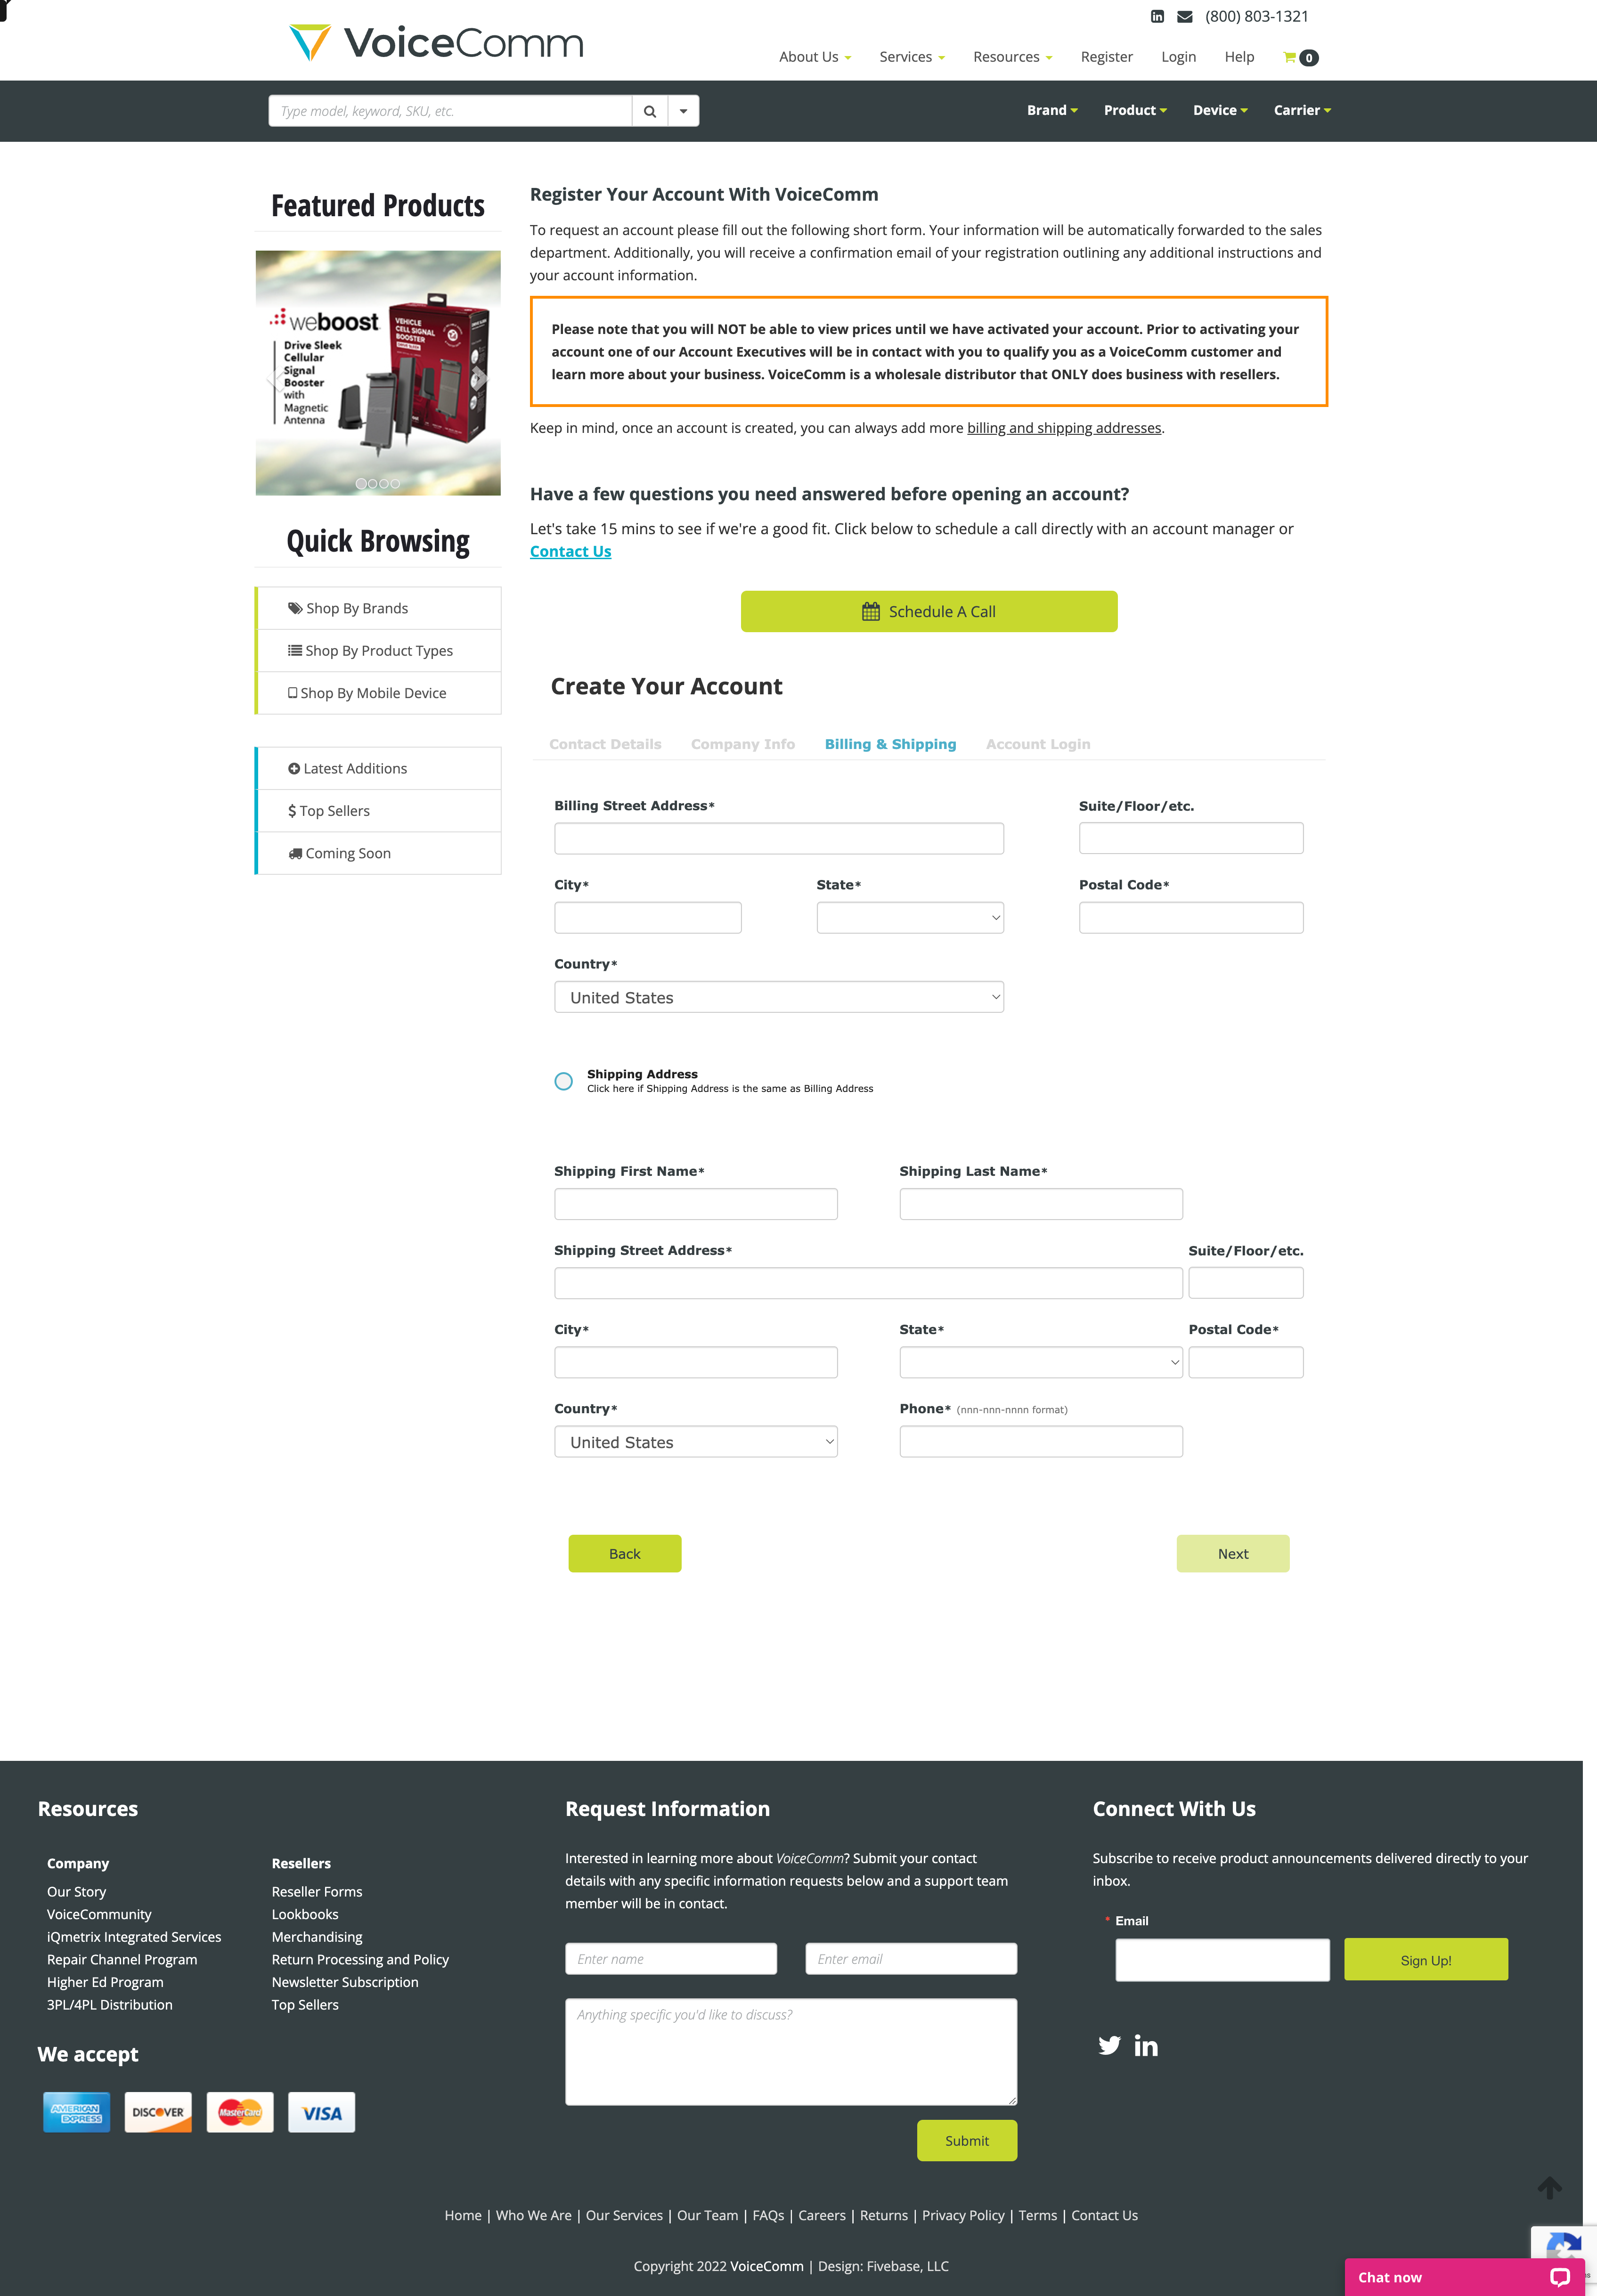 VoiceComm
(800) 803-1321
About Us
Services
Resources
Register
Login
Help
0
Type model, keyword, SKU, etc.
Brand
Product
Device
Carrier
Featured Products
weboost
Drive Sleek
Cellular
Signal
Booster
with
Magnetic
Antenna
VEHICLE
CELL SIGNAL
BOOSTER
Quick Browsing
Shop By Brands
Shop By Product Types
Shop By Mobile Device
Latest Additions
Top Sellers
Coming Soon
Register Your Account With VoiceComm
To request an account please fill out the following short form. Your information will be automatically forwarded to the sales
department. Additionally, you will receive a confirmation email of your registration outlining any additional instructions and
your account information.
Please note that you will NOT be able to view prices until we have activated your account. Prior to activating your
account one of our Account Executives will be in contact with you to qualify you as a VoiceComm customer and
learn more about your business. VoiceComm is a wholesale distributor that ONLY does business with resellers.
Keep in mind, once an account is created, you can always add more billing and shipping addresses.
Have a few questions you need answered before opening an account?
Let's take 15 mins to see if we're a good fit. Click below to schedule a call directly with an account manager or
Contact Us
Schedule A Call
Create Your Account
Contact Details
Company Info
Billing & Shipping
Account Login
Billing Street Address*
Suite/Floor/etc.
City*
State*
Postal Code*
Country*
United States
Shipping Address
Click here if Shipping Address is the same as Billing Address
Shipping First Name*
Shipping Last Name*
Shipping Street Address*
Suite/Floor/etc.
City*
State*
Postal Code*
Country*
Phone* (nnn-nnn-nnnn format)
United States
Back
Next
Resources
Company
Our Story
VoiceCommunity
iQmetrix Integrated Services
Repair Channel Program
Higher Ed Program
3PL/4PL Distribution
Resellers
Reseller Forms
Lookbooks
Merchandising
Return Processing and Policy
Newsletter Subscription
Top Sellers
We accept
AMERICAN EXPRESS
DISCOVER
MasterCard
VISA
Request Information
Interested in learning more about VoiceComm? Submit your contact
details with any specific information requests below and a support team
member will be in contact.
Enter name
Enter email
Anything specific you'd like to discuss?
Submit
Connect With Us
Subscribe to receive product announcements delivered directly to your
inbox.
* Email
Sign Up!
Home | Who We Are | Our Services | Our Team | FAQs | Careers | Returns | Privacy Policy | Terms | Contact Us
Copyright 2022 VoiceComm | Design: Fivebase, LLC
Chat now